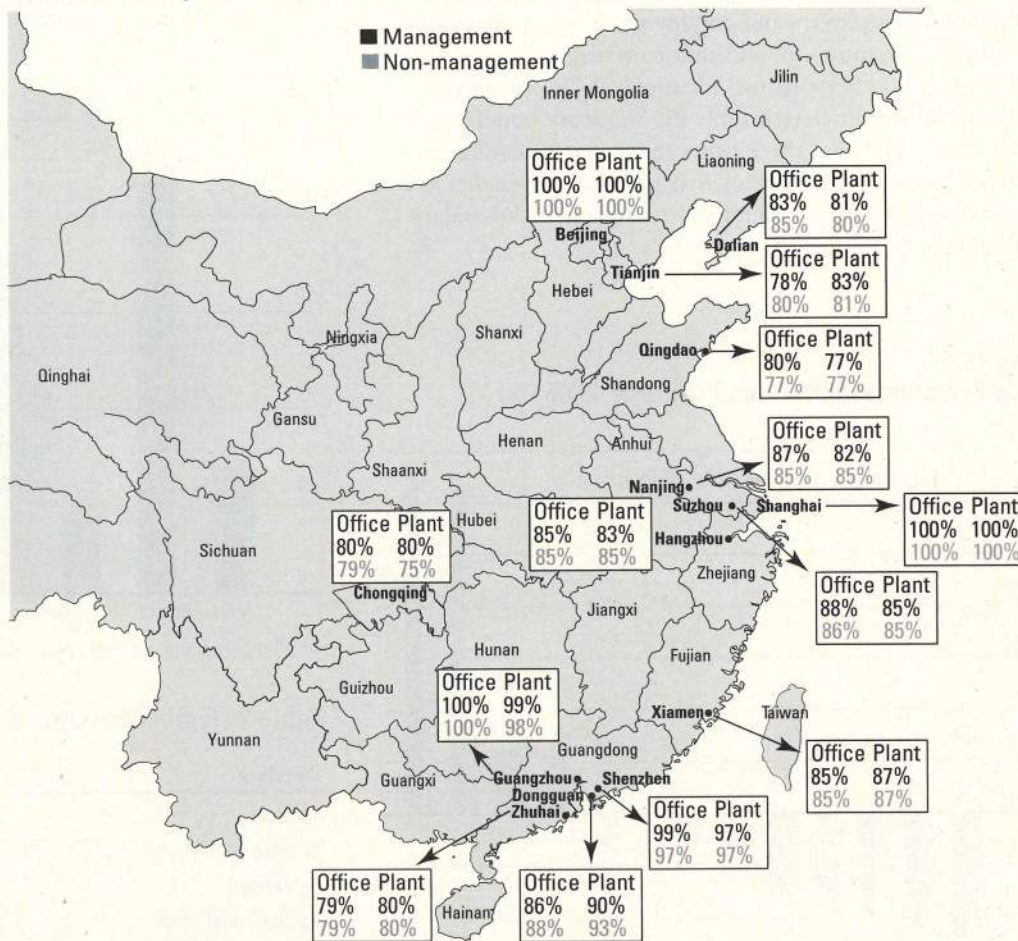 Management
Non-management
Jilin
Inner Mongolia
Liaoning
Office Plant
100% 100%
100% 100%
Beijing
Office Plant
83% 81%
85% 80%
Dalian
Tianjin
Office Plant
78% 83%
80% 81%
Hebei
Ningxia
Shanxi
Qingdao
Office Plant
80% 77%
77% 77%
Shandong
Qinghai
Gansu
Henan
Anhui
Shaanxi
Office Plant
87% 82%
85% 85%
Nanjing
Suzhou
Shanghai
Office Plant
100% 100%
100% 100%
Hubei
Office Plant
85% 83%
85% 85%
Hangzhou
Sichuan
Office Plant
80% 80%
79% 75%
Chongqing
Zhejiang
Office Plant
88% 85%
86% 85%
Jiangxi
Hunan
Fujian
Guizhou
Office Plant
100% 99%
100% 98%
Xiamen
Taiwan
Yunnan
Guangdong
Office Plant
85% 87%
85% 87%
Guangxi
Guangzhou
Shenzhen
Dongguan
Zhuhai
Office Plant
99% 97%
97% 97%
Office Plant
79% 80%
79% 80%
Hainan
Office Plant
86% 90%
88% 93%